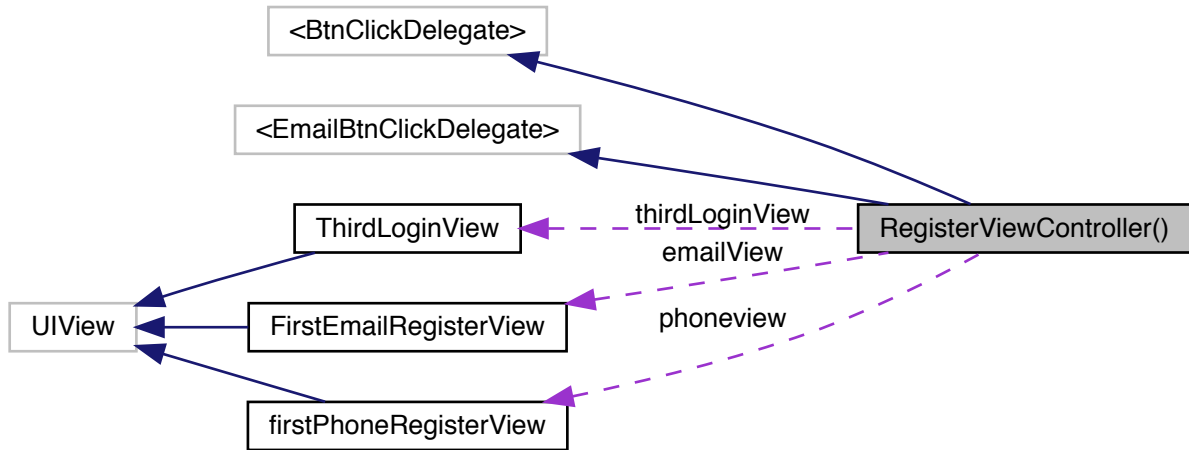 <BtnClickDelegate>
<EmailBtnClickDelegate>
ThirdLoginView
thirdLoginView
RegisterViewController()
emailView
UIView
FirstEmailRegisterView
phoneview
firstPhoneRegisterView